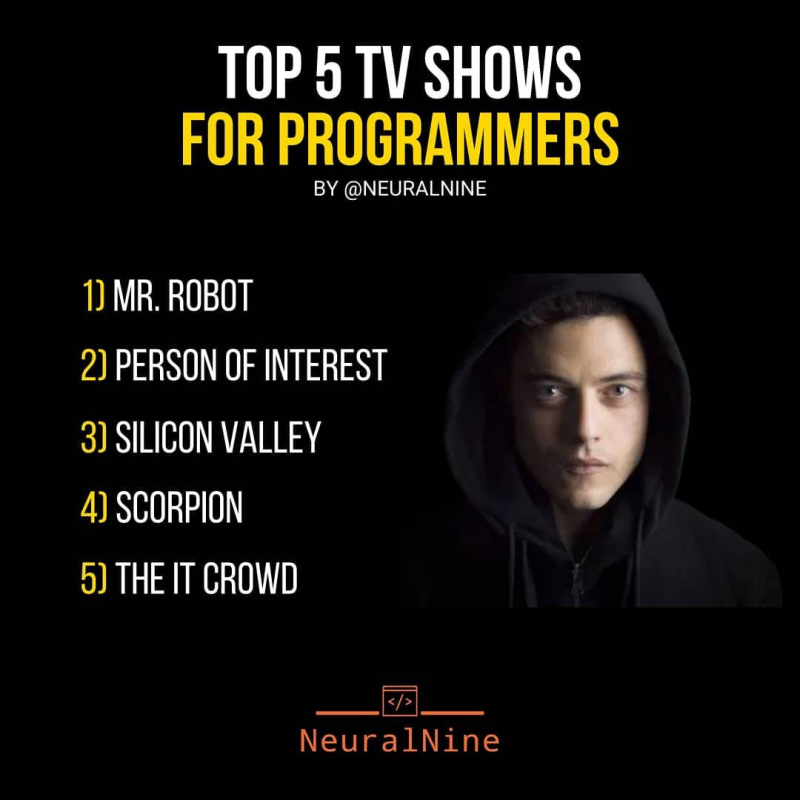 TOP 5 TV SHOWS
FOR PROGRAMMERS
BY @NEURALNINE
1) MR. ROBOT
2) PERSON OF INTEREST
3) SILICON VALLEY
4) SCORPION
5) THE IT CROWD
</>
NeuralNine